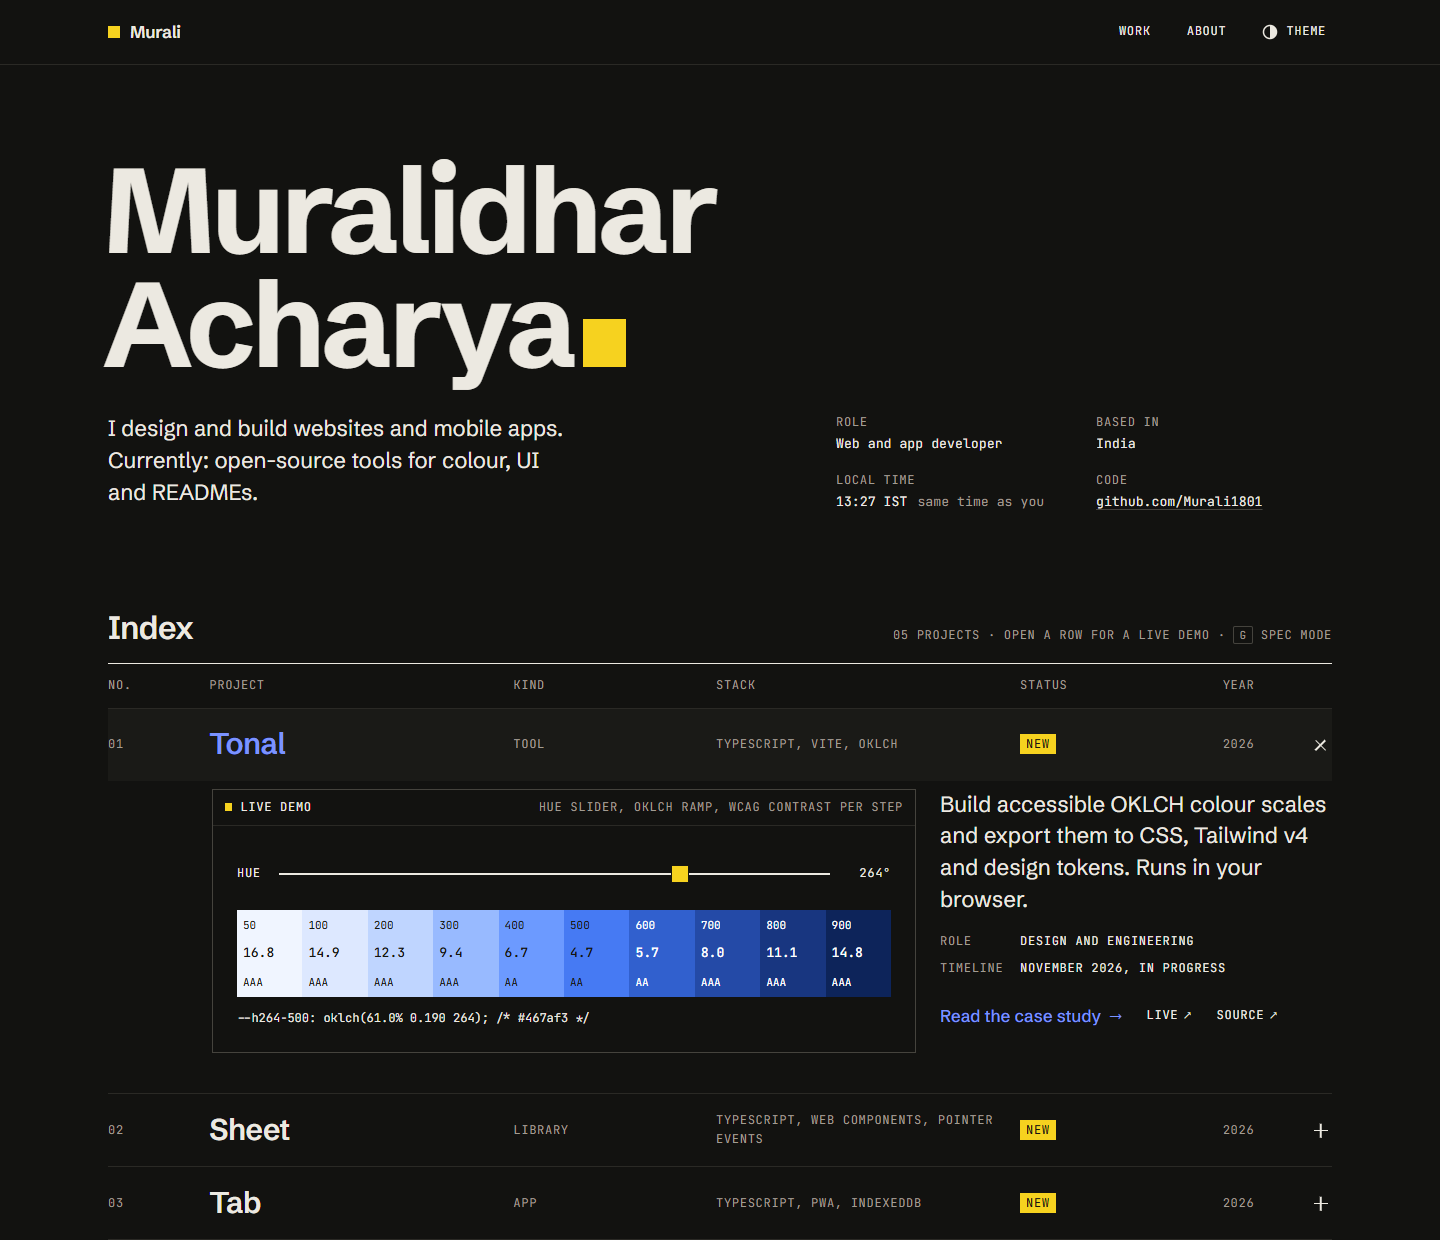 Murali
WORK ABOUT THEME
Muralidhar
Acharya
I design and build websites and mobile apps.
Currently: open-source tools for colour, UI
and READMEs.
ROLE
Web and app developer
BASED IN
India
LOCAL TIME
13:27 IST same time as you
CODE
github.com/Murali1801
Index
05 PROJECTS · OPEN A ROW FOR A LIVE DEMO · G SPEC MODE
NO. PROJECT KIND STACK STATUS YEAR
01 Tonal TOOL TYPESCRIPT, VITE, OKLCH NEW 2026
LIVE DEMO HUE SLIDER, OKLCH RAMP, WCAG CONTRAST PER STEP
HUE 264°
50 100 200 300 400 500 600 700 800 900
16.8 14.9 12.3 9.4 6.7 4.7 5.7 8.0 11.1 14.8
AAA AAA AAA AAA AA AA AA AAA AAA AAA
--h264-500: oklch(61.0% 0.190 264); /* #467af3 */
Build accessible OKLCH colour scales
and export them to CSS, Tailwind v4
and design tokens. Runs in your
browser.
ROLE DESIGN AND ENGINEERING
TIMELINE NOVEMBER 2026, IN PROGRESS
Read the case study → LIVE ↗ SOURCE ↗
02 Sheet LIBRARY TYPESCRIPT, WEB COMPONENTS, POINTER
EVENTS NEW 2026
03 Tab APP TYPESCRIPT, PWA, INDEXEDDB NEW 2026